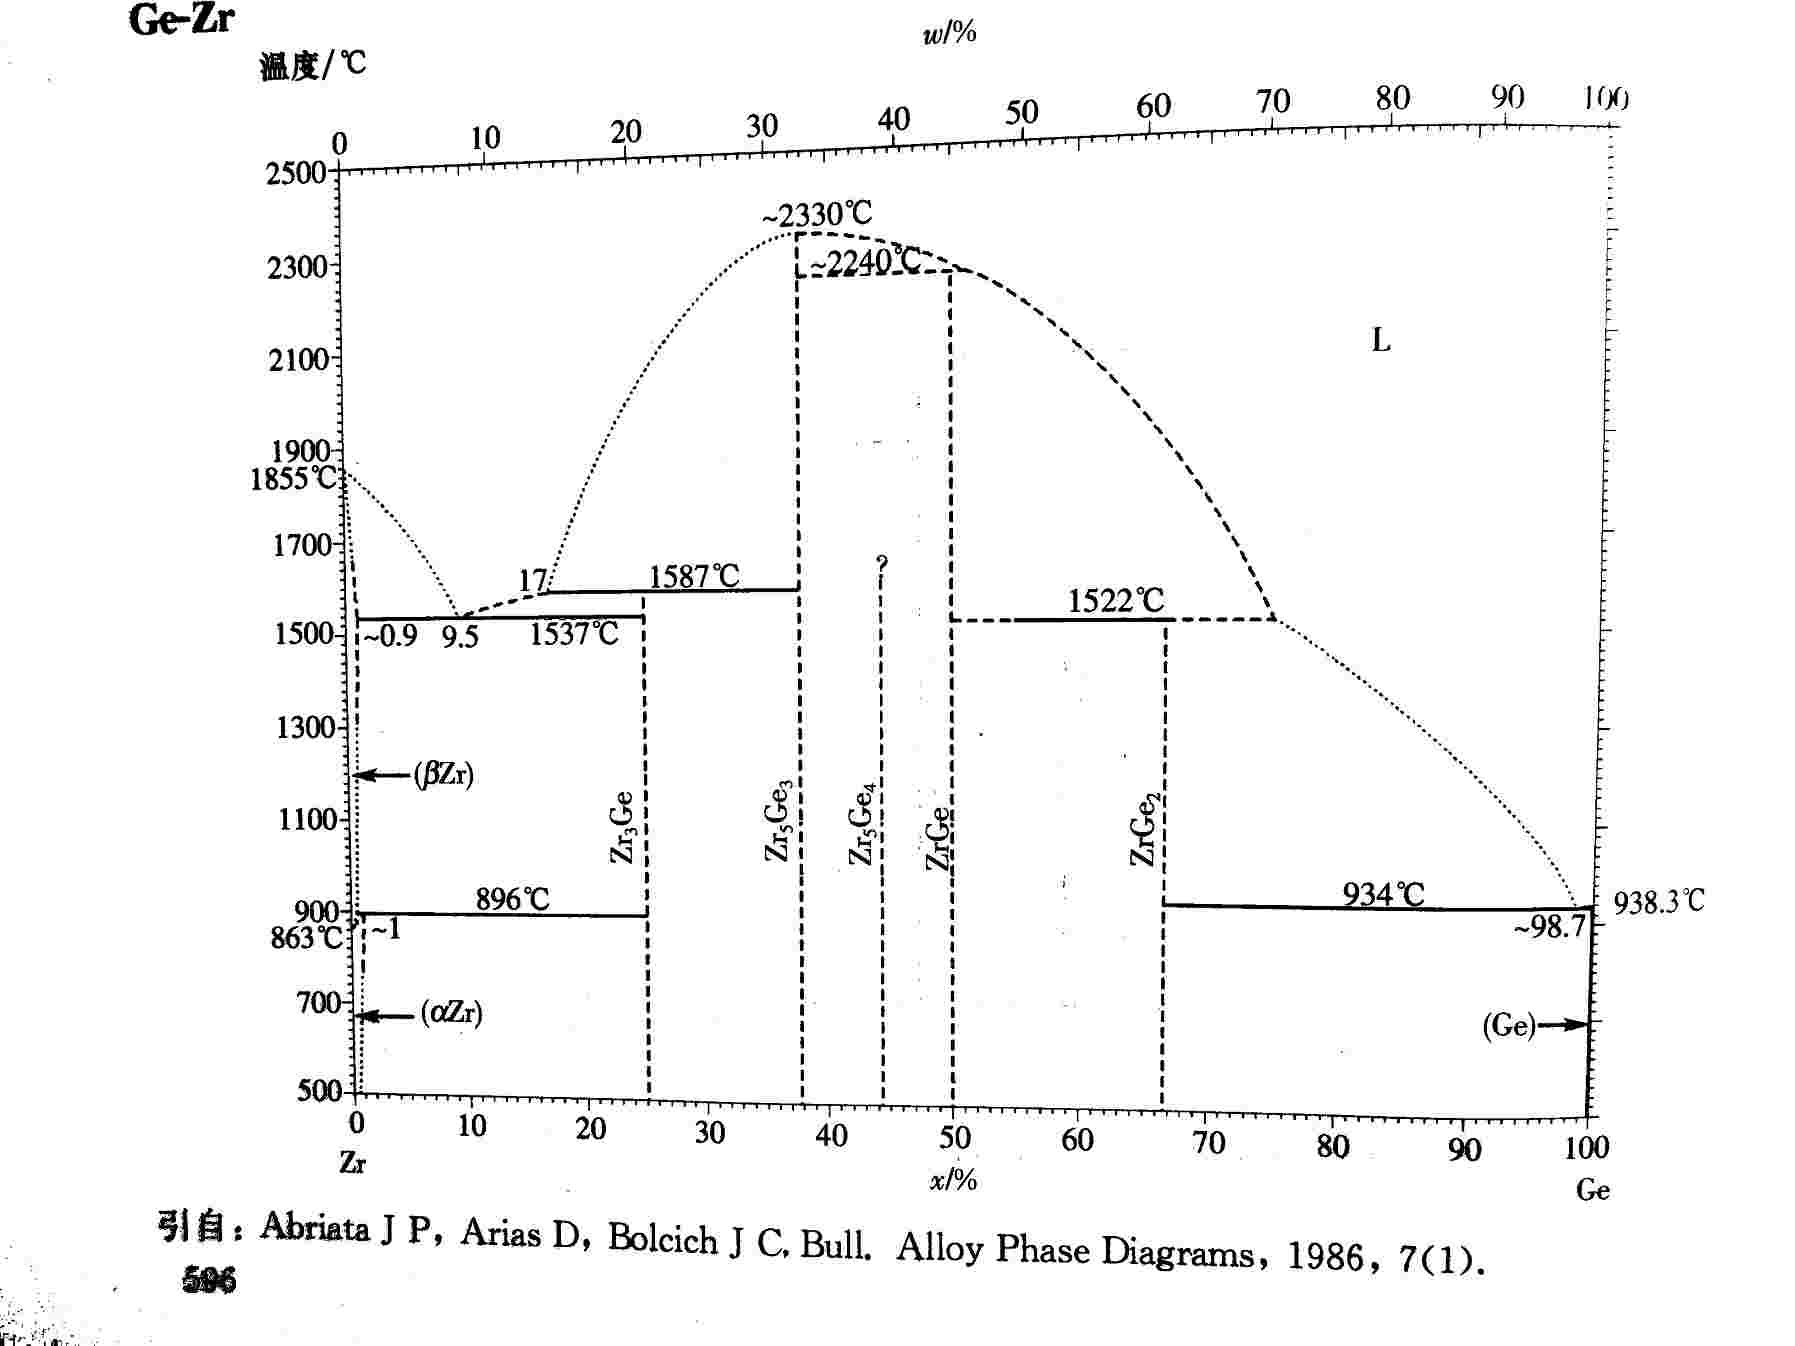 Ge-Zr
w/%
温度/℃
0 10 20 30 40 50 60 70 80 90 100
2500
~2330℃
2300
~2240℃
2100
L
1900
1855℃
1700
?
17
1587℃
1522℃
1500
~0.9 9.5 1537℃
1300
(βZr)
1100
Zr₃Ge
Zr₅Ge₃
Zr₅Ge₄
ZrGe
ZrGe₂
896℃
934℃
938.3℃
900
863℃
~1
~98.7
700
(αZr)
(Ge)
500
0 10 20 30 40 50 60 70 80 90 100
Zr
x/%
Ge
引自：Abriata J P, Arias D, Bolcich J C, Bull. Alloy Phase Diagrams, 1986, 7(1).